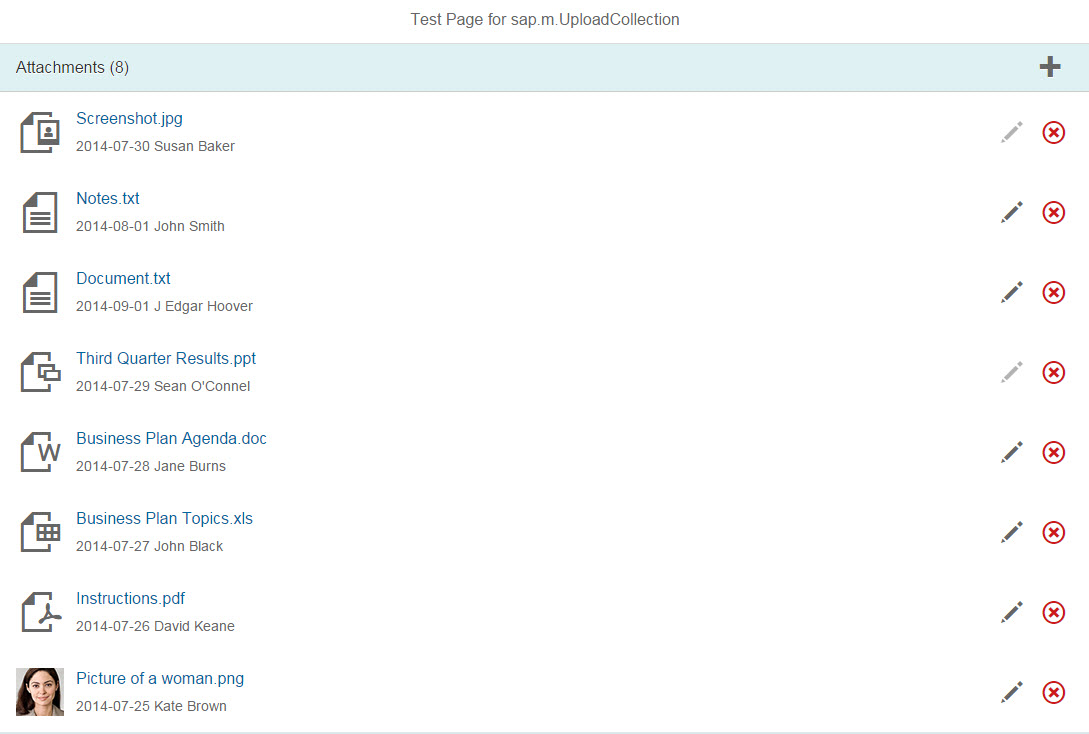 Test Page for sap.m.UploadCollection
Attachments (8)
Screenshot.jpg
2014-07-30 Susan Baker
Notes.txt
2014-08-01 John Smith
Document.txt
2014-09-01 J Edgar Hoover
Third Quarter Results.ppt
2014-07-29 Sean O'Connel
Business Plan Agenda.doc
W
2014-07-28 Jane Burns
Business Plan Topics.xls
2014-07-27 John Black
Instructions.pdf
2014-07-26 David Keane
Picture of a woman.png
2014-07-25 Kate Brown